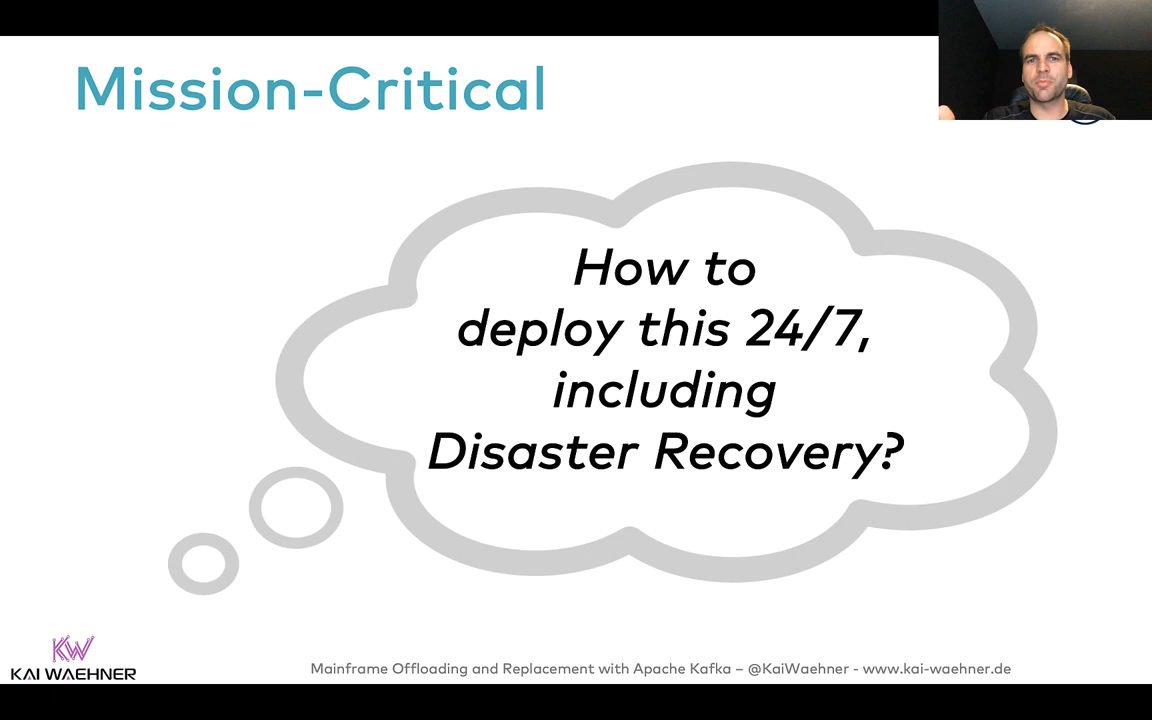 Mission-Critical
How to
deploy this 24/7,
including
Disaster Recovery?
KW
KAI WAEHNER
Mainframe Offloading and Replacement with Apache Kafka – @KaiWaehner - www.kai-waehner.de